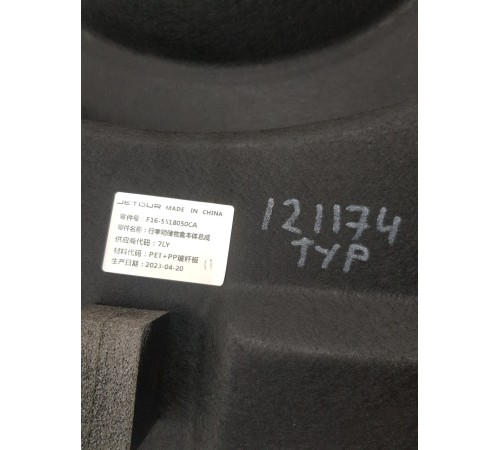 JETOUR MADE IN CHINA
零件号: F16-5518050CA
零件名称: 行李动储物盒本体总成
供应商代码: 7LY
材料代码: PET+PP玻纤板
生产日期: 2023-04-20
121174
TYP